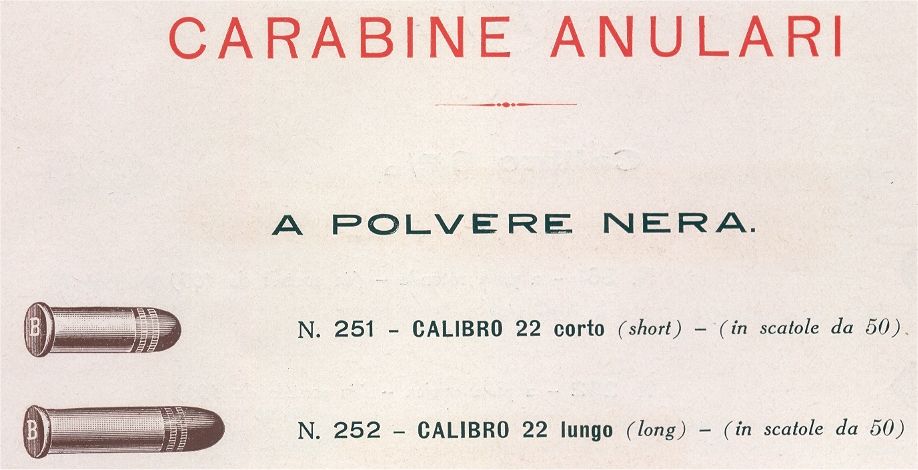 CARABINE ANULARI
A POLVERE NERA.
B
N. 251 - CALIBRO 22 corto (short) - (in scatole da 50).
B
N. 252 - CALIBRO 22 lungo (long) - (in scatole da 50)